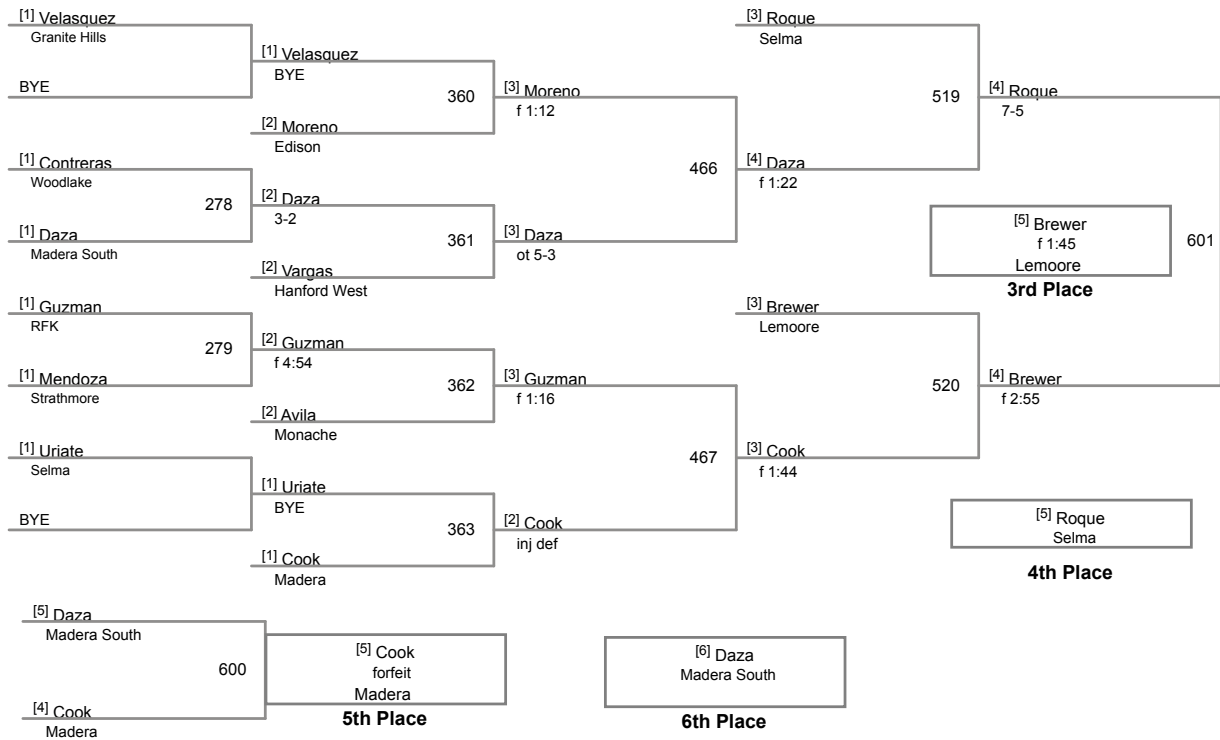 [1] Velasquez
Granite Hills
BYE
[1] Contreras
Woodlake
278
[1] Daza
Madera South
[1] Guzman
RFK
279
[1] Mendoza
Strathmore
[1] Uriate
Selma
BYE
[1] Velasquez
BYE
360
[2] Moreno
Edison
[2] Daza
3-2
361
[2] Vargas
Hanford West
[2] Guzman
f 4:54
362
[2] Avila
Monache
[1] Uriate
BYE
363
[1] Cook
Madera
[3] Moreno
f 1:12
466
[3] Daza
ot 5-3
[3] Guzman
f 1:16
467
[2] Cook
inj def
[3] Roque
Selma
519
[4] Daza
f 1:22
[3] Brewer
Lemoore
520
[3] Cook
f 1:44
[4] Roque
7-5
601
[4] Brewer
f 2:55
[5] Brewer
f 1:45
Lemoore
3rd Place
[5] Roque
Selma
4th Place
[5] Daza
Madera South
600
[4] Cook
Madera
[5] Cook
forfeit
Madera
5th Place
[6] Daza
Madera South
6th Place